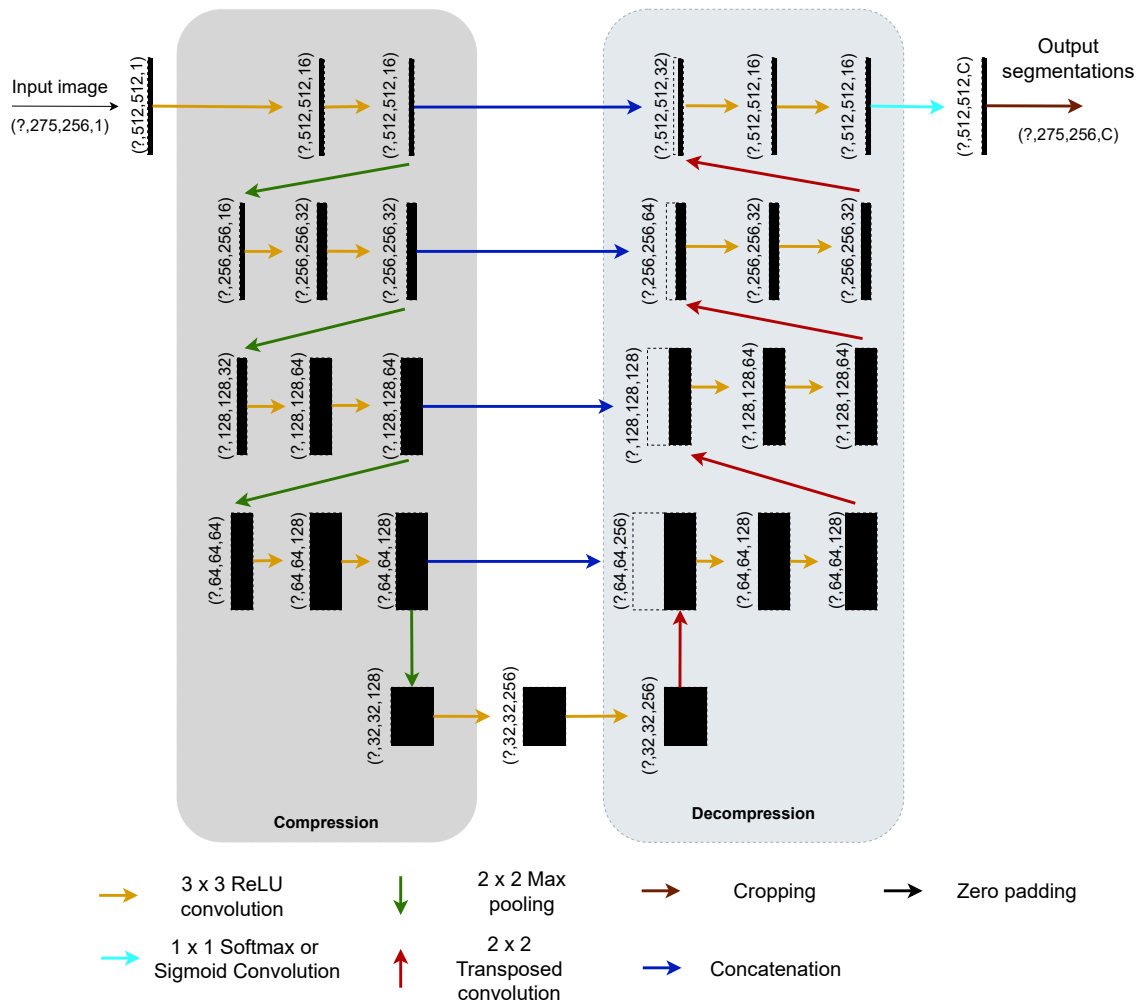 Input image
(?,275,256,1)
(?,512,512,1)
(?,512,512,16)
(?,512,512,16)
(?,512,512,32)
(?,512,512,16)
(?,512,512,16)
(?,512,512,C)
Output
segmentations
(?,275,256,C)
(?,256,256,16)
(?,256,256,32)
(?,256,256,32)
(?,256,256,64)
(?,256,256,32)
(?,256,256,32)
(?,128,128,32)
(?,128,128,64)
(?,128,128,64)
(?,128,128,128)
(?,128,128,64)
(?,128,128,64)
(?,64,64,64)
(?,64,64,128)
(?,64,64,128)
(?,64,64,256)
(?,64,64,128)
(?,64,64,128)
(?,32,32,128)
(?,32,32,256)
(?,32,32,256)
Compression
Decompression
3 x 3 ReLU
convolution
2 x 2 Max
pooling
Cropping
Zero padding
1 x 1 Softmax or
Sigmoid Convolution
2 x 2
Transposed
convolution
Concatenation